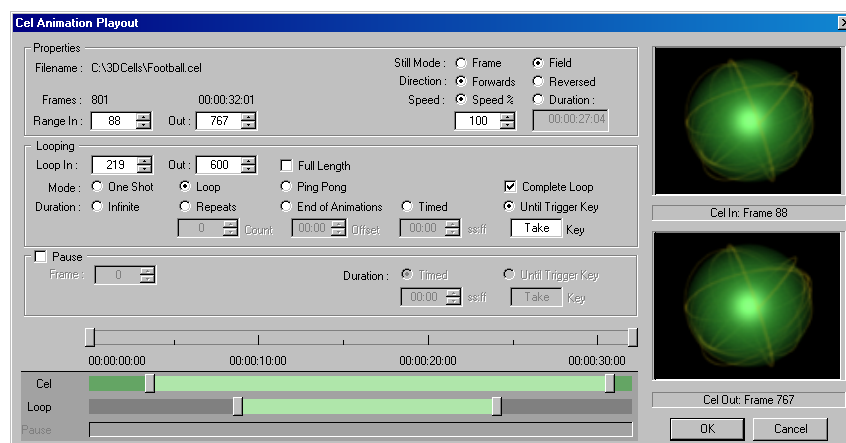 Cel Animation Playout
Properties
Filename : C:\3DCells\Football.cel
Still Mode : Frame Field
Direction : Forwards Reversed
Frames : 801 00:00:32:01 Speed : Speed % Duration :
Range In : 88 Out : 767 100 00:00:27:04
Cel In: Frame 88
Looping
Loop In : 219 Out : 600 Full Length
Mode : One Shot Loop Ping Pong Complete Loop
Duration : Infinite Repeats End of Animations Timed Until Trigger Key
0 Count 00:00 Offset 00:00 ss:ff Take Key
Pause
Frame : 0 Duration : Timed Until Trigger Key
00:00 ss:ff Take Key
00:00:00:00 00:00:10:00 00:00:20:00 00:00:30:00
Cel
Loop
Pause
Cel Out: Frame 767
OK Cancel